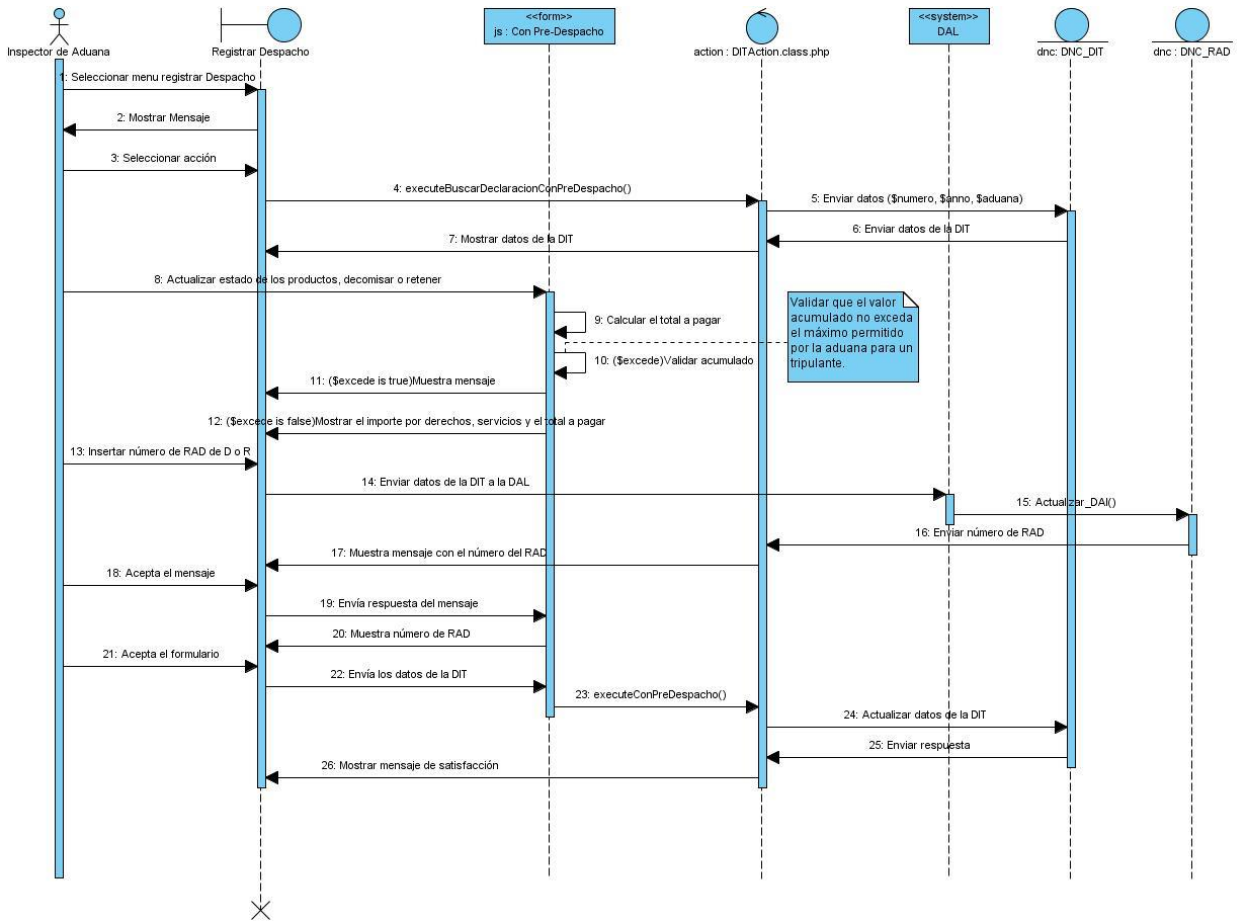 <<form>>
js : Con Pre-Despacho
<<system>>
DAL
Inspector de Aduana
Registrar Despacho
action : DITAction.class.php
dnc: DNC_DIT
dnc : DNC_RAD
1: Seleccionar menu registrar Despacho
2: Mostrar Mensaje
3: Seleccionar acción
4: executeBuscarDeclaracionConPreDespacho()
5: Enviar datos ($numero, $anno, $aduana)
6: Enviar datos de la DIT
7: Mostrar datos de la DIT
8: Actualizar estado de los productos, decomisar o retener
Validar que el valor
acumulado no exceda
el máximo permitido
por la aduana para un
tripulante.
9: Calcular el total a pagar
10: ($excede)Validar acumulado
11: ($excede is true)Muestra mensaje
12: ($excede is false)Mostrar el importe por derechos, servicios y el total a pagar
13: Insertar número de RAD de D o R
14: Enviar datos de la DIT a la DAL
15: Actualizar_DAI()
16: Enviar número de RAD
17: Muestra mensaje con el número del RAD
18: Acepta el mensaje
19: Envía respuesta del mensaje
20: Muestra número de RAD
21: Acepta el formulario
22: Envía los datos de la DIT
23: executeConPreDespacho()
24: Actualizar datos de la DIT
25: Enviar respuesta
26: Mostrar mensaje de satisfacción